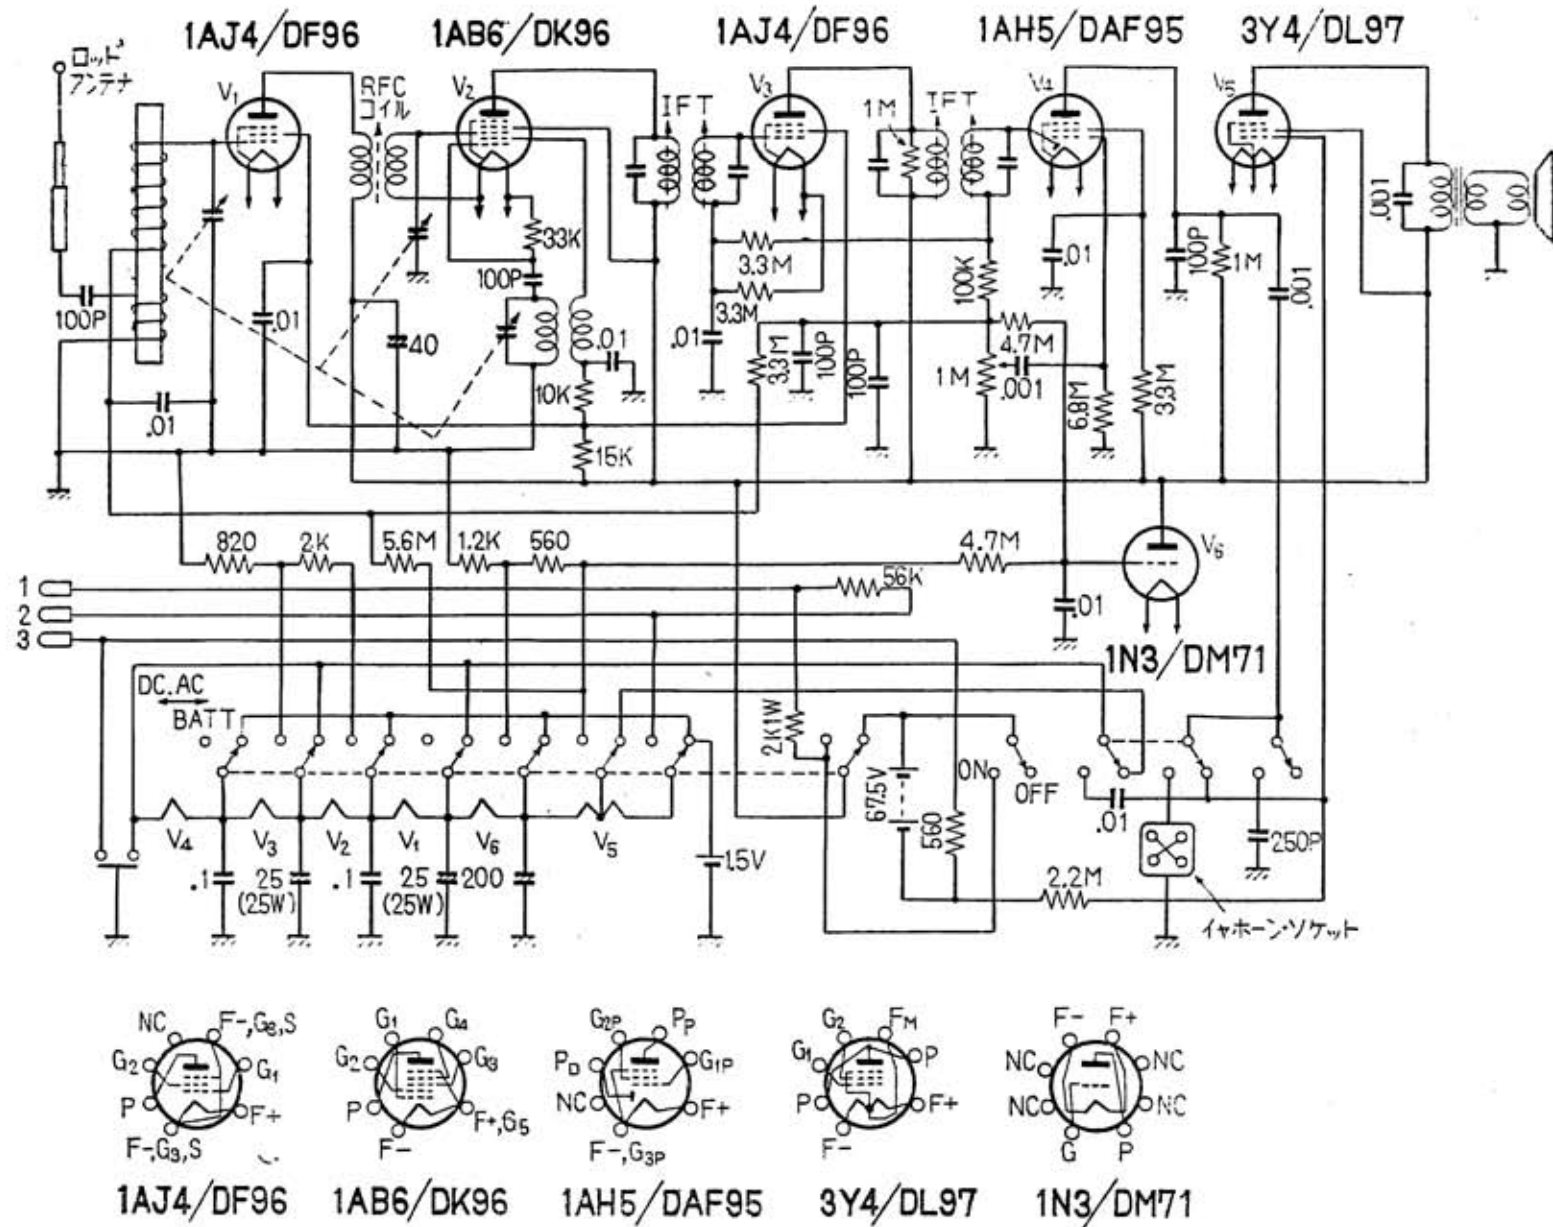 1AJ4/DF96 1AB6/DK96 1AJ4/DF96 1AH5/DAF95 3Y4/DL97
ロッド
アンテナ
V1
RFC
コイル
V2
IFT
V3
1M
IFT
V4
V5
100P
.01
40
33K
100P
.01
10K
15K
3.3M
3.3M
.01
3.3M
100P
100P
100K
4.7M
1M
.001
.01
6.8M
3.3M
100P
1M
.001
.001
.01
820
2K
5.6M
1.2K
560
4.7M
V6
1
56K
2
.01
3
1N3/DM71
DC.AC
BATT
2K1W
67.5V
ON
OFF
560
.01
250P
V4
V3
V2
V1
V6
V5
.1
25
(25W)
.1
25
(25W)
200
1.5V
2.2M
イヤホーン・ソケット
NC
F-,G3,S
G2
G1
P
F+
F-,G3,S
G1
G4
G2
G3
P
F+,G5
F-
G2P
PP
PD
G1P
NC
F+
F-,G3P
G2
FM
G1
P
P
F+
F-
F-
F+
NC
NC
NC
NC
G
P
1AJ4/DF96 1AB6/DK96 1AH5/DAF95 3Y4/DL97 1N3/DM71